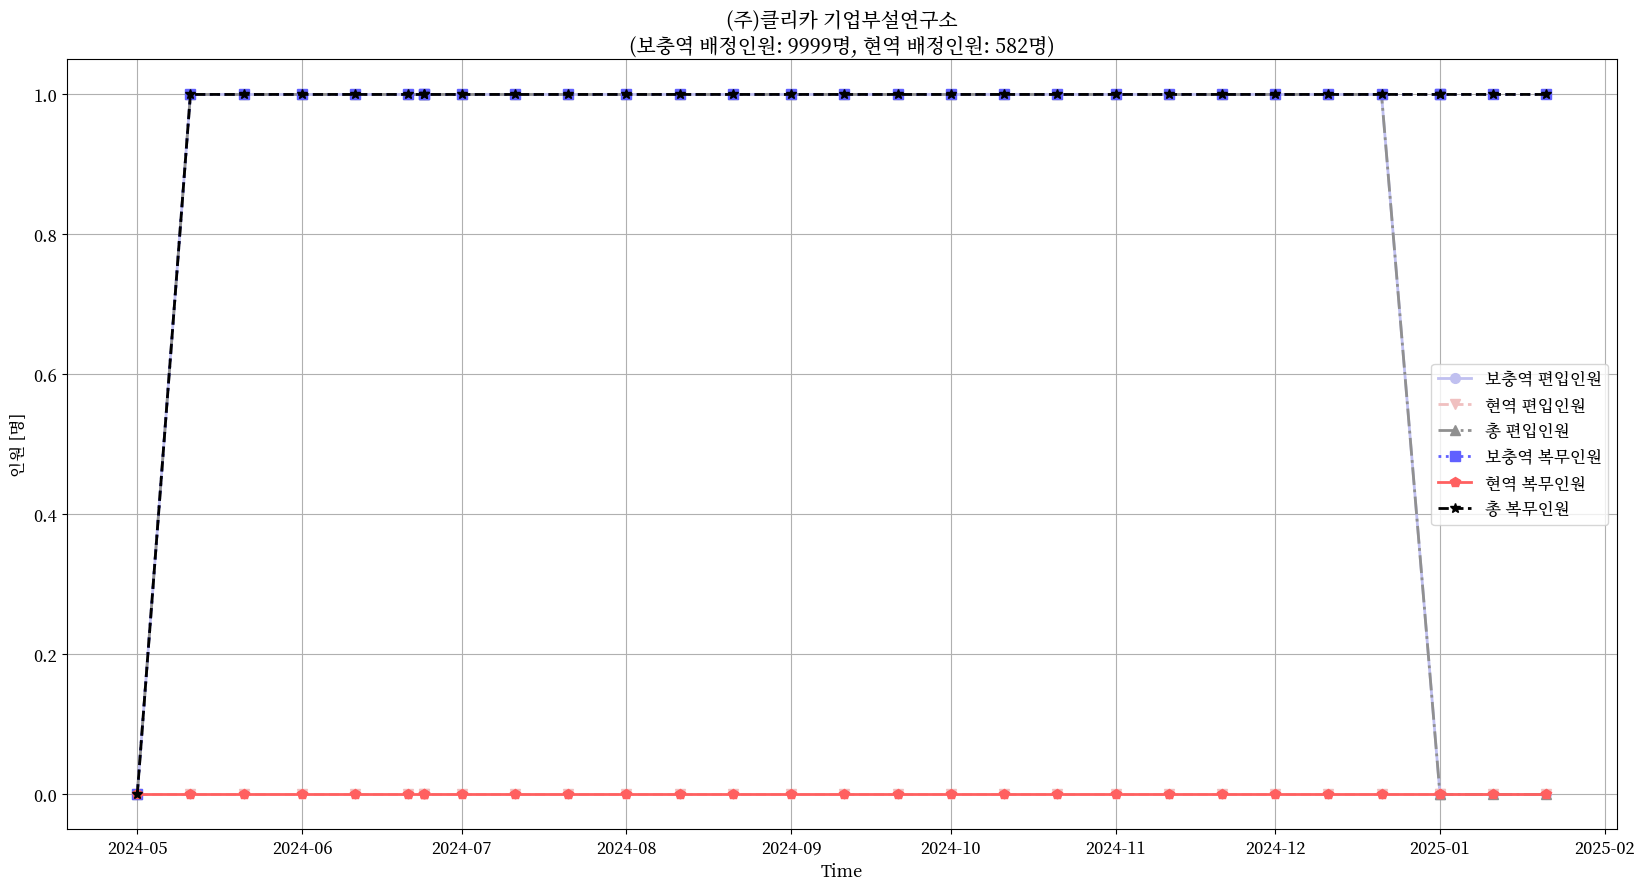 (주)클리카 기업부설연구소
(보충역 배정인원: 9999명, 현역 배정인원: 582명)
인원 [명]
1.0
0.8
0.6
0.4
0.2
0.0
보충역 편입인원
현역 편입인원
총 편입인원
보충역 복무인원
현역 복무인원
총 복무인원
2024-05 2024-06 2024-07 2024-08 2024-09 2024-10 2024-11 2024-12 2025-01 2025-02
Time